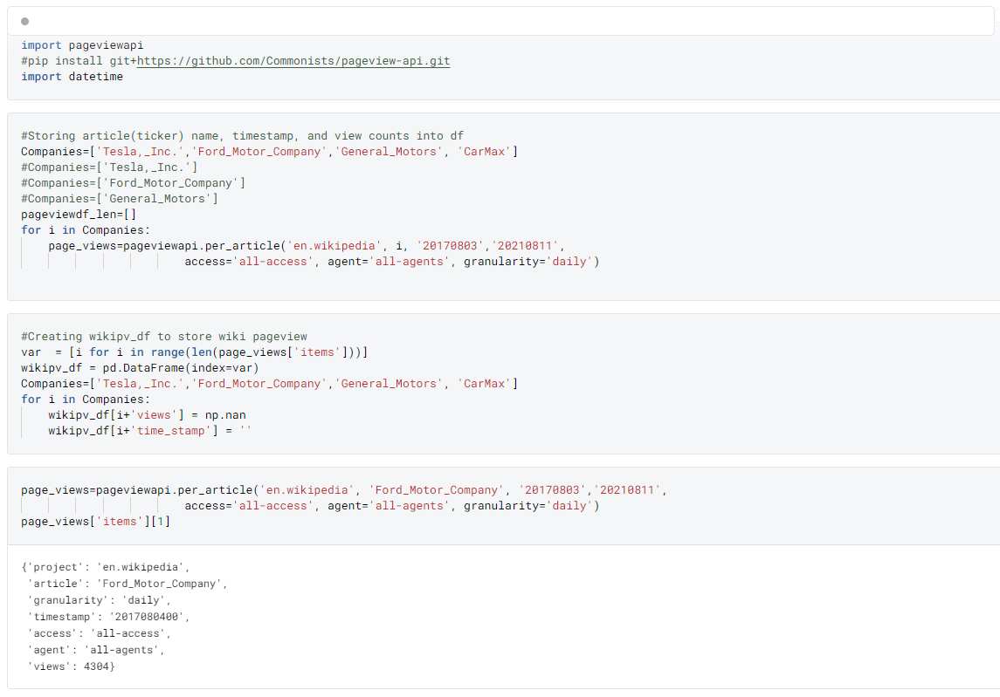 import pageviewapi
#pip install git+https://github.com/Commonists/pageview-api.git
import datetime
#Storing article(ticker) name, timestamp, and view counts into df
Companies=['Tesla,_Inc.','Ford_Motor_Company','General_Motors', 'CarMax']
#Companies=['Tesla,_Inc.']
#Companies=['Ford_Motor_Company']
#Companies=['General_Motors']
pageviewdf_len=[]
for i in Companies:
    page_views=pageviewapi.per_article('en.wikipedia', i, '20170803','20210811',
                        access='all-access', agent='all-agents', granularity='daily')
#Creating wikipv_df to store wiki pageview
var  = [i for i in range(len(page_views['items']))]
wikipv_df = pd.DataFrame(index=var)
Companies=['Tesla,_Inc.','Ford_Motor_Company','General_Motors', 'CarMax']
for i in Companies:
    wikipv_df[i+'views'] = np.nan
    wikipv_df[i+'time_stamp'] = ''
page_views=pageviewapi.per_article('en.wikipedia', 'Ford_Motor_Company', '20170803','20210811',
                        access='all-access', agent='all-agents', granularity='daily')
page_views['items'][1]
{'project': 'en.wikipedia',
 'article': 'Ford_Motor_Company',
 'granularity': 'daily',
 'timestamp': '2017080400',
 'access': 'all-access',
 'agent': 'all-agents',
 'views': 4304}